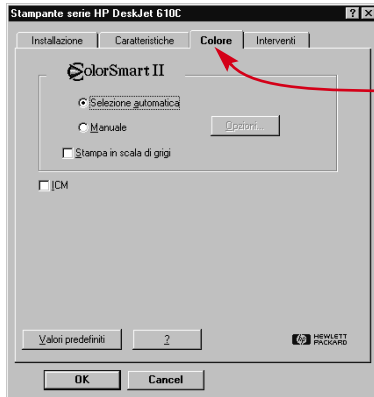 Stampante serie HP DeskJet 610C
Installazione Caratteristiche Colore Interventi
ColorSmart II
Selezione automatica
Manuale Opzioni...
Stampa in scala di grigi
ICM
Valori predefiniti ? hp HEWLETT
PACKARD
OK Cancel